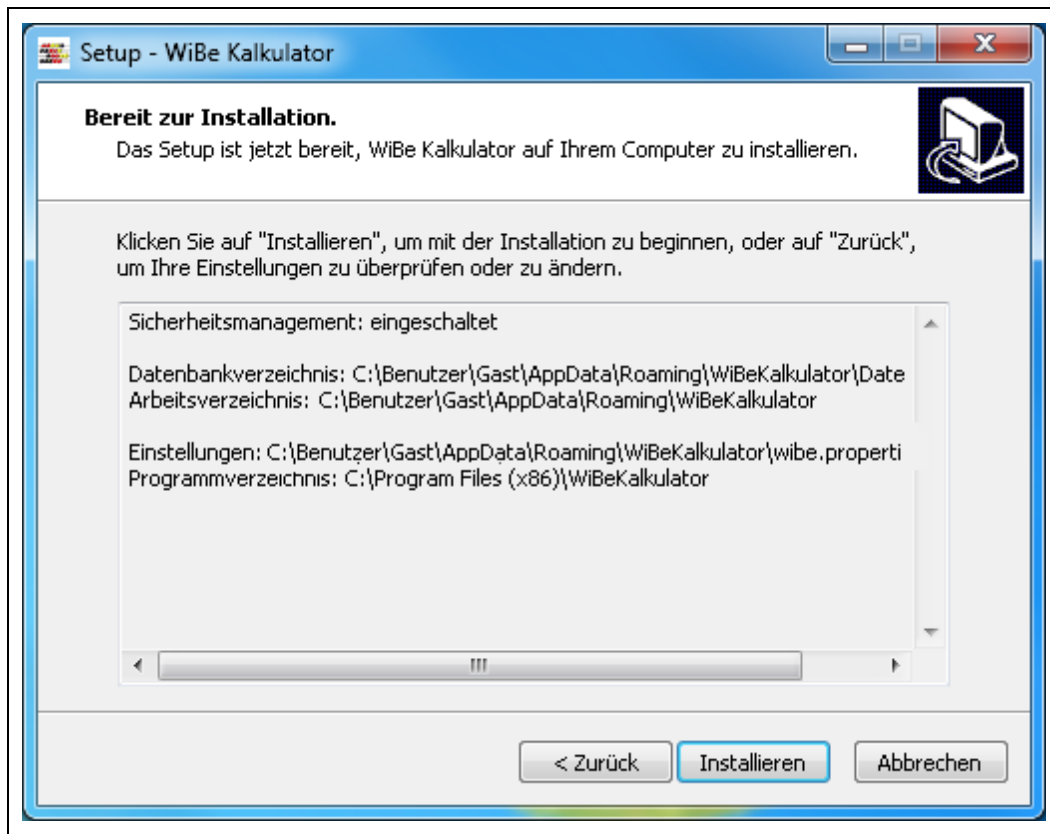 Setup - WiBe Kalkulator
Bereit zur Installation.
Das Setup ist jetzt bereit, WiBe Kalkulator auf Ihrem Computer zu installieren.
Klicken Sie auf "Installieren", um mit der Installation zu beginnen, oder auf "Zurück",
um Ihre Einstellungen zu überprüfen oder zu ändern.
Sicherheitsmanagement: eingeschaltet
Datenbankverzeichnis: C:\Benutzer\Gast\AppData\Roaming\WiBeKalkulator\Date
Arbeitsverzeichnis: C:\Benutzer\Gast\AppData\Roaming\WiBeKalkulator
Einstellungen: C:\Benutzer\Gast\AppData\Roaming\WiBeKalkulator\wibe.properti
Programmverzeichnis: C:\Program Files (x86)\WiBeKalkulator
< Zurück
Installieren
Abbrechen